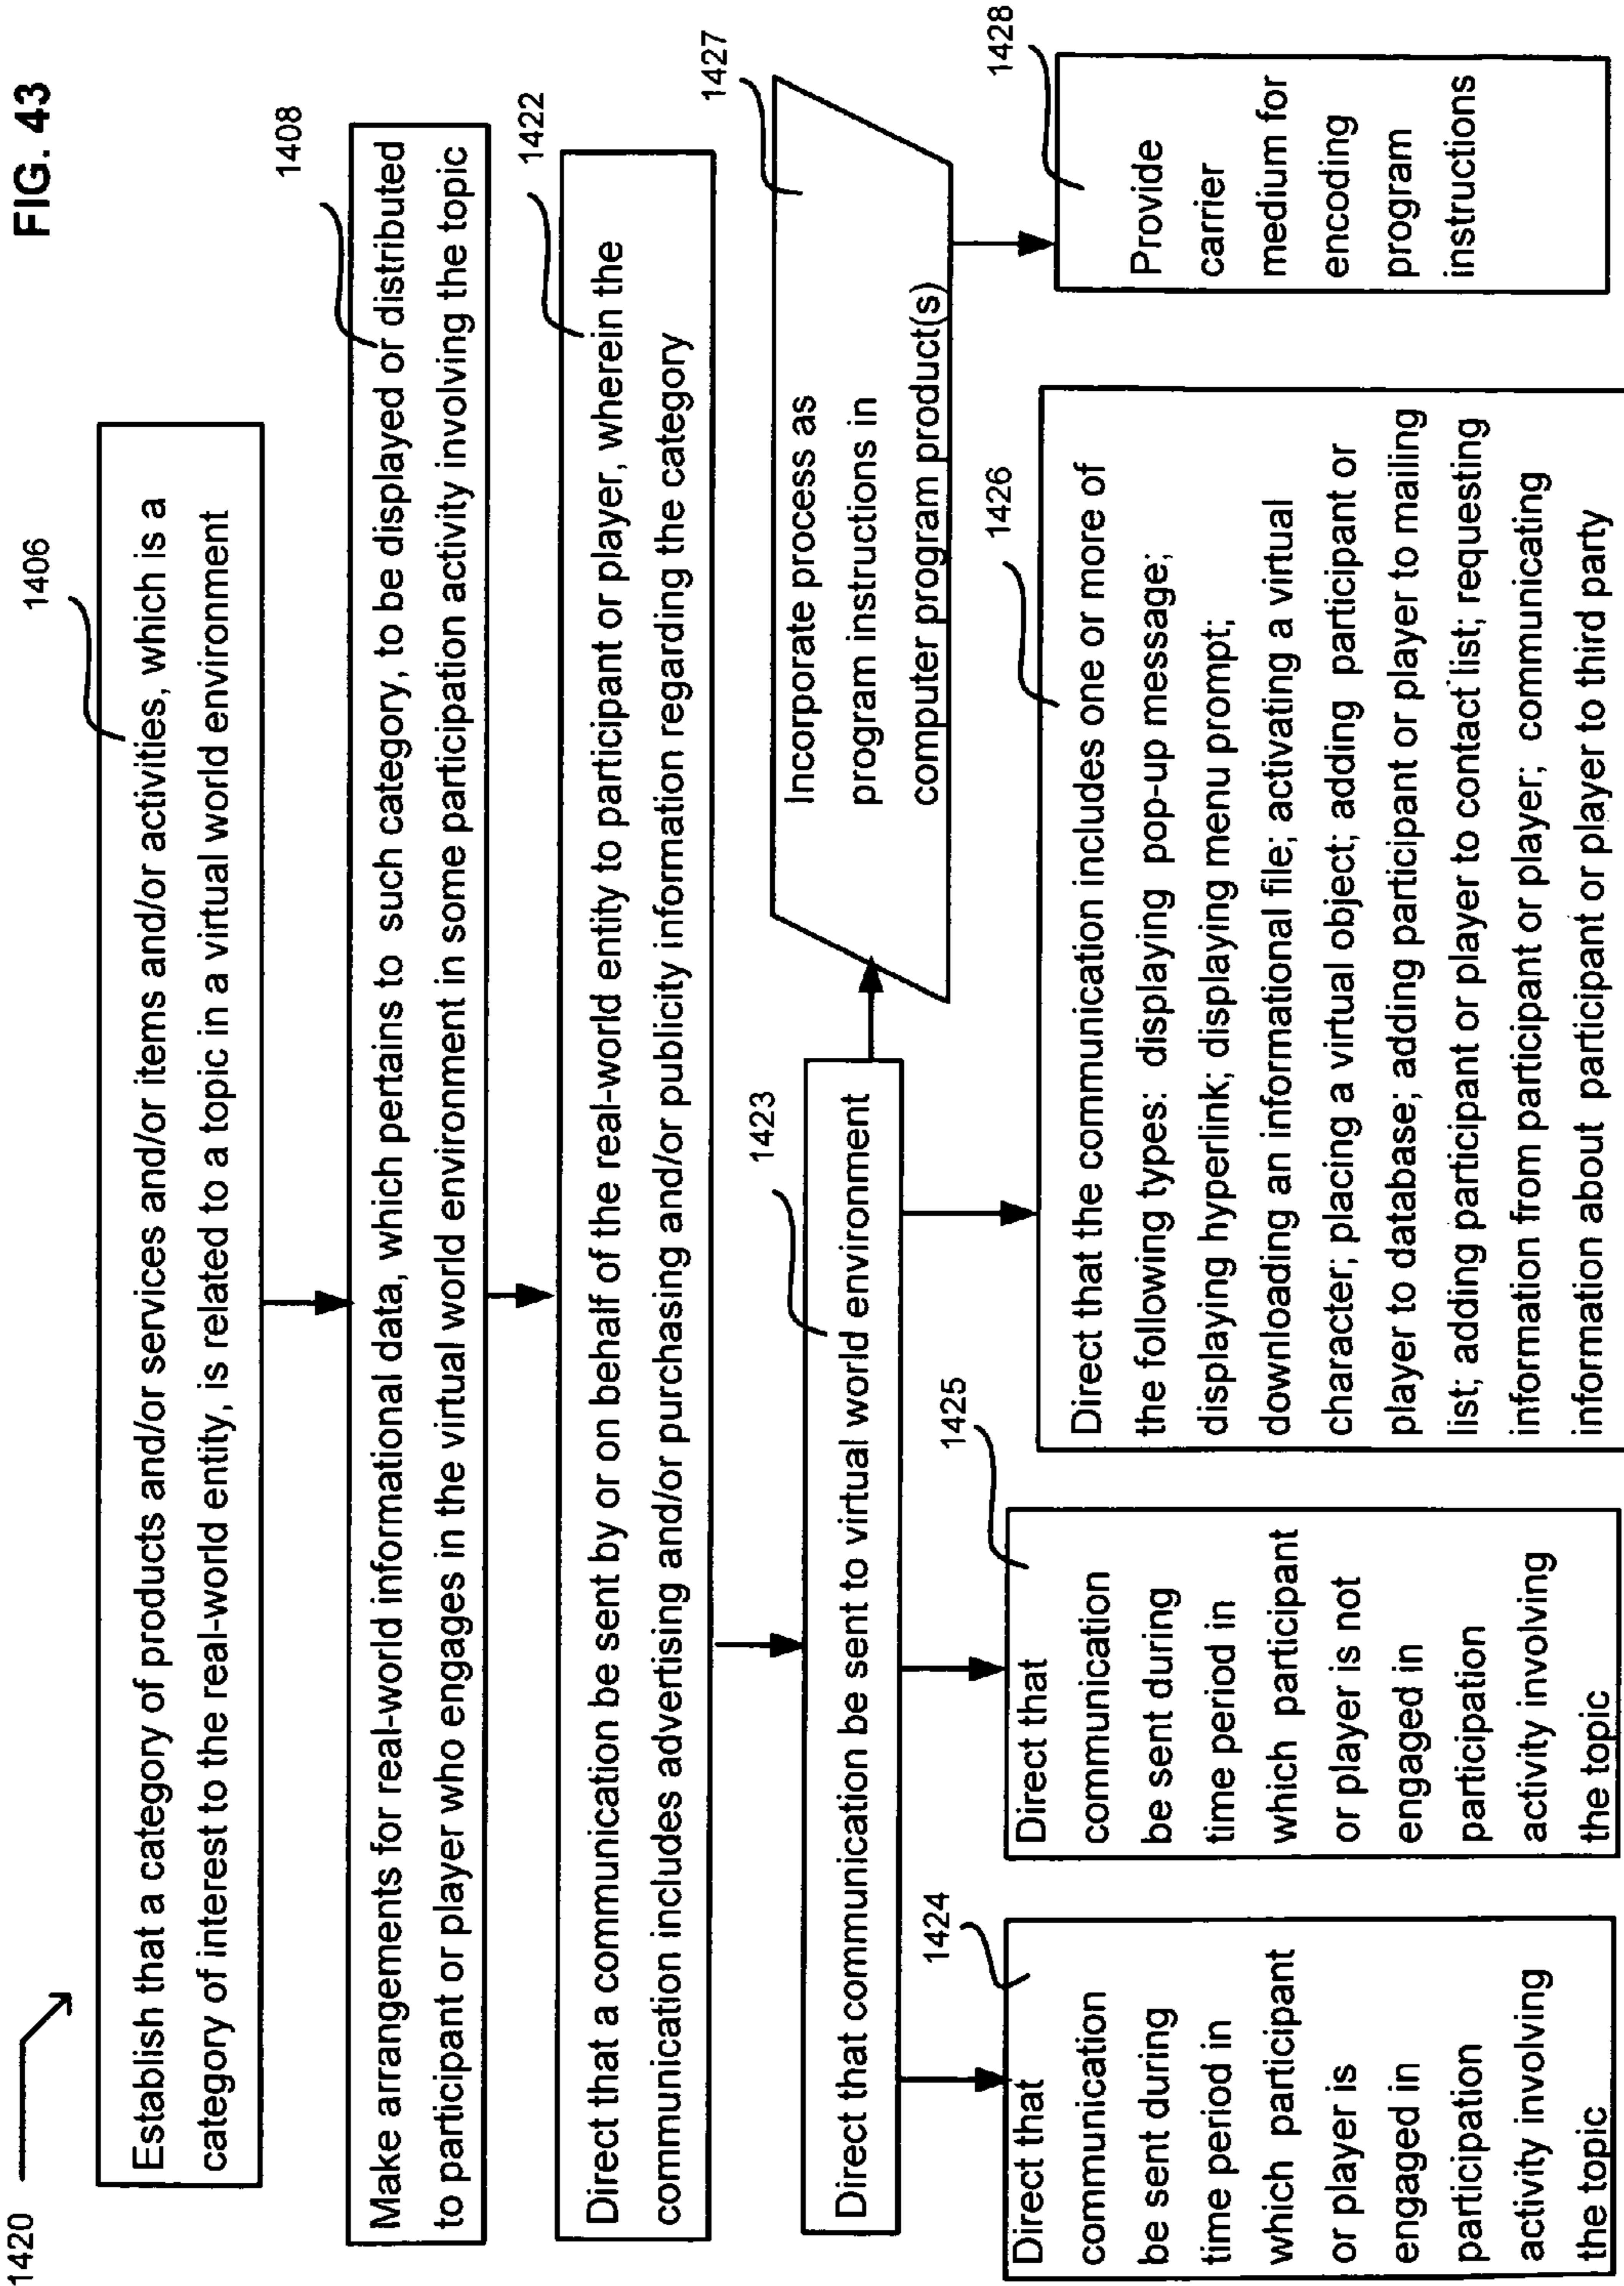 FIG. 43
1420
1406
Establish that a category of products and/or services and/or items and/or activities, which is a
category of interest to the real-world entity, is related to a topic in a virtual world environment
1408
Make arrangements for real-world informational data, which pertains to such category, to be displayed or distributed
to participant or player who engages in the virtual world environment in some participation activity involving the topic
1422
Direct that a communication be sent by or on behalf of the real-world entity to participant or player, wherein the
communication includes advertising and/or purchasing and/or publicity information regarding the category
1423
Direct that communication be sent to virtual world environment
1427
Incorporate process as
program instructions in
computer program product(s)
1424
Direct that
communication
be sent during
time period in
which participant
or player is
engaged in
participation
activity involving
the topic
1425
Direct that
communication
be sent during
time period in
which participant
or player is not
engaged in
participation
activity involving
the topic
1426
Direct that the communication includes one or more of
the following types: displaying pop-up message;
displaying hyperlink; displaying menu prompt;
downloading an informational file; activating a virtual
character; placing a virtual object; adding participant or
player to database; adding participant or player to mailing
list; adding participant or player to contact list; requesting
information from participant or player; communicating
information about participant or player to third party
1428
Provide
carrier
medium for
encoding
program
instructions